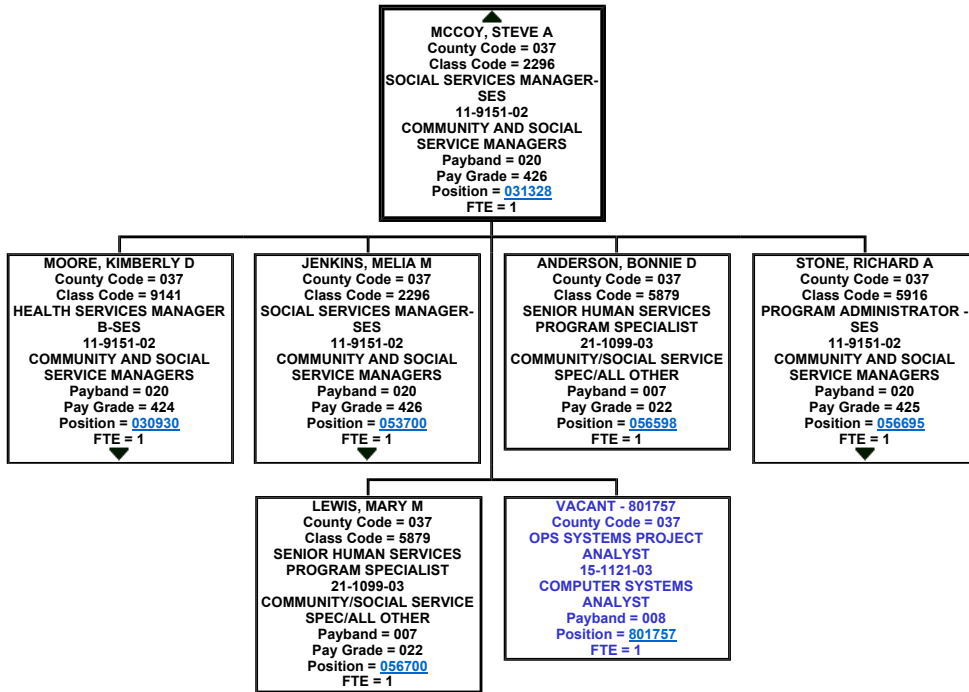 MCCOY, STEVE A
County Code = 037
Class Code = 2296
SOCIAL SERVICES MANAGER-
SES
11-9151-02
COMMUNITY AND SOCIAL
SERVICE MANAGERS
Payband = 020
Pay Grade = 426
Position = 031328
FTE = 1
MOORE, KIMBERLY D
County Code = 037
Class Code = 9141
HEALTH SERVICES MANAGER
B-SES
11-9151-02
COMMUNITY AND SOCIAL
SERVICE MANAGERS
Payband = 020
Pay Grade = 424
Position = 030930
FTE = 1
JENKINS, MELIA M
County Code = 037
Class Code = 2296
SOCIAL SERVICES MANAGER-
SES
11-9151-02
COMMUNITY AND SOCIAL
SERVICE MANAGERS
Payband = 020
Pay Grade = 426
Position = 053700
FTE = 1
ANDERSON, BONNIE D
County Code = 037
Class Code = 5879
SENIOR HUMAN SERVICES
PROGRAM SPECIALIST
21-1099-03
COMMUNITY/SOCIAL SERVICE
SPEC/ALL OTHER
Payband = 007
Pay Grade = 022
Position = 056598
FTE = 1
STONE, RICHARD A
County Code = 037
Class Code = 5916
PROGRAM ADMINISTRATOR -
SES
11-9151-02
COMMUNITY AND SOCIAL
SERVICE MANAGERS
Payband = 020
Pay Grade = 425
Position = 056695
FTE = 1
LEWIS, MARY M
County Code = 037
Class Code = 5879
SENIOR HUMAN SERVICES
PROGRAM SPECIALIST
21-1099-03
COMMUNITY/SOCIAL SERVICE
SPEC/ALL OTHER
Payband = 007
Pay Grade = 022
Position = 056700
FTE = 1
VACANT - 801757
County Code = 037
OPS SYSTEMS PROJECT
ANALYST
15-1121-03
COMPUTER SYSTEMS
ANALYST
Payband = 008
Position = 801757
FTE = 1